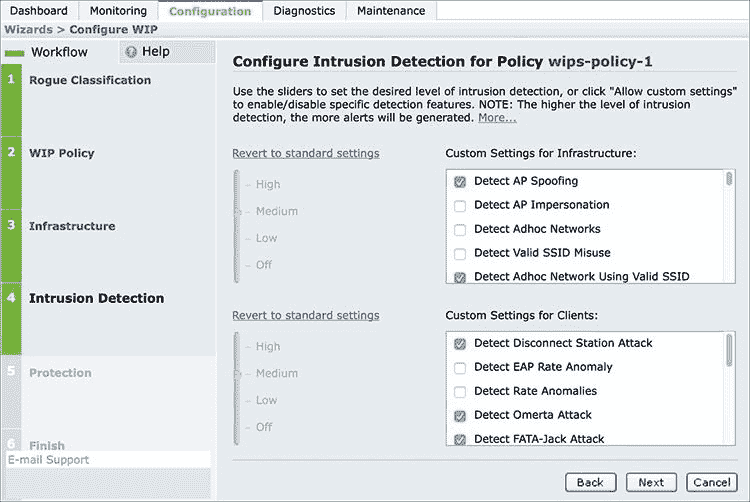 Dashboard Monitoring Configuration Diagnostics Maintenance
Wizards > Configure WIP
Workflow Help
1 Rogue Classification
2 WIP Policy
3 Infrastructure
4 Intrusion Detection
5 Protection
6 Finish
E-mail Support
Configure Intrusion Detection for Policy wips-policy-1
Use the sliders to set the desired level of intrusion detection, or click "Allow custom settings"
to enable/disable specific detection features. NOTE: The higher the level of intrusion
detection, the more alerts will be generated. More...
Revert to standard settings
High
Medium
Low
Off
Custom Settings for Infrastructure:
Detect AP Spoofing
Detect AP Impersonation
Detect Adhoc Networks
Detect Valid SSID Misuse
Detect Adhoc Network Using Valid SSID
Revert to standard settings
High
Medium
Low
Off
Custom Settings for Clients:
Detect Disconnect Station Attack
Detect EAP Rate Anomaly
Detect Rate Anomalies
Detect Omerta Attack
Detect FATA-Jack Attack
Back Next Cancel